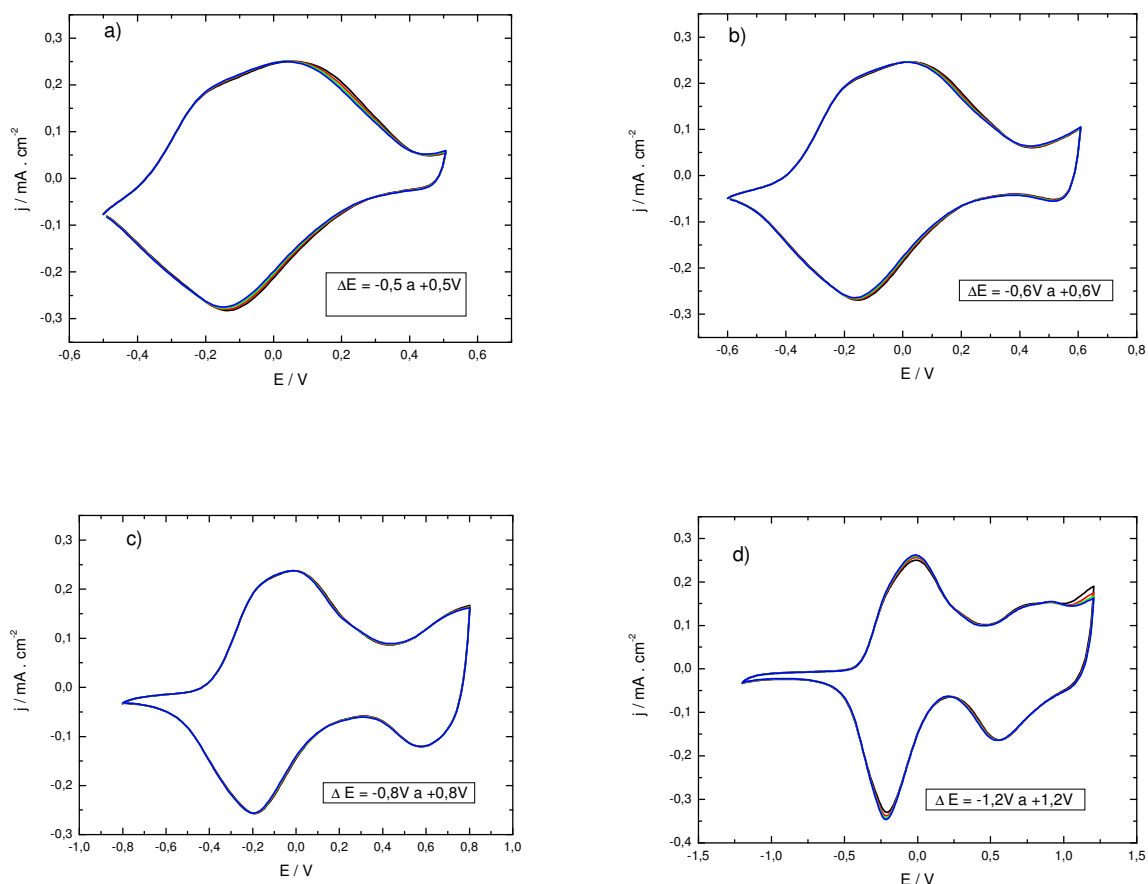 a)
0,3
0,2
0,1
0,0
-0,1
-0,2
-0,3
j / mA . cm-2
ΔE = -0,5 a +0,5V
-0,6 -0,4 -0,2 0,0 0,2 0,4 0,6
E / V
b)
0,3
0,2
0,1
0,0
-0,1
-0,2
-0,3
j / mA . cm-2
ΔE = -0,6V a +0,6V
-0,6 -0,4 -0,2 0,0 0,2 0,4 0,6 0,8
E / V
c)
0,3
0,2
0,1
0,0
-0,1
-0,2
-0,3
j / mA . cm-2
Δ E = -0,8V a +0,8V
-1,0 -0,8 -0,6 -0,4 -0,2 0,0 0,2 0,4 0,6 0,8 1,0
E / V
d)
0,3
0,2
0,1
0,0
-0,1
-0,2
-0,3
-0,4
j / mA . cm-2
Δ E = -1,2V a +1,2V
-1,5 -1,0 -0,5 0,0 0,5 1,0 1,5
E / V